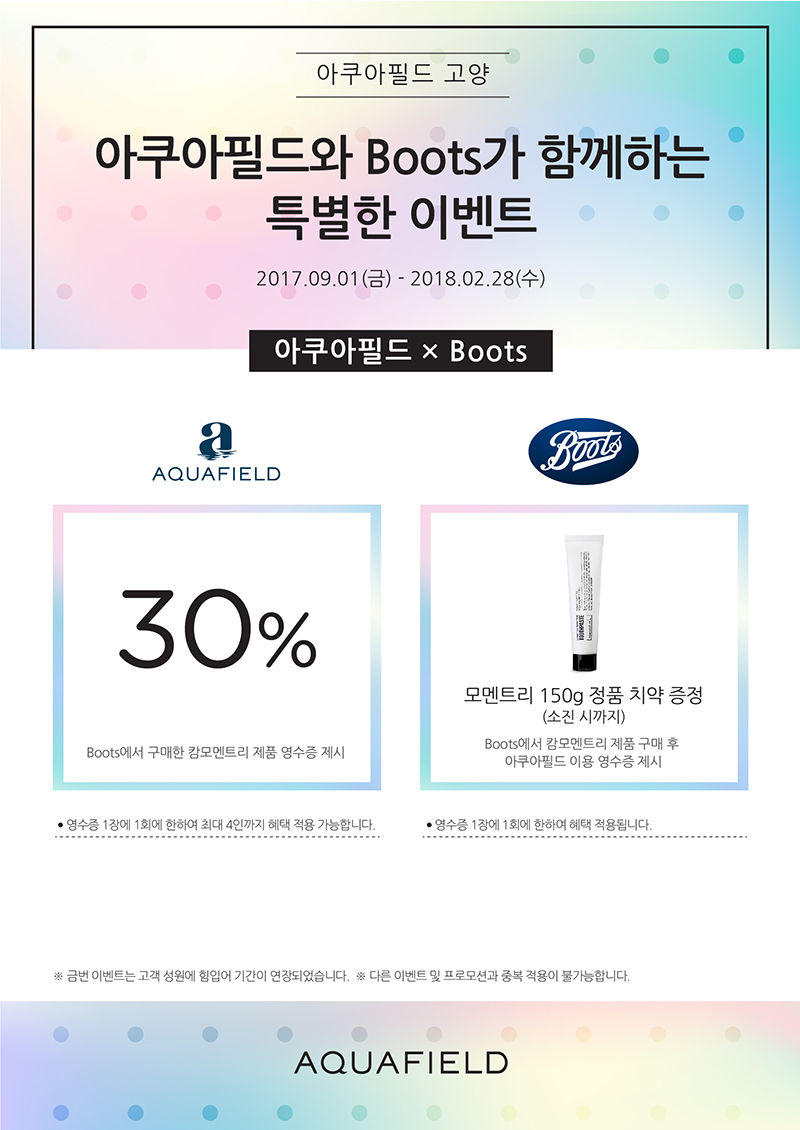 아쿠아필드 고양
아쿠아필드와 Boots가 함께하는
특별한 이벤트
2017.09.01(금) - 2018.02.28(수)
아쿠아필드 × Boots
a
AQUAFIELD
30%
Boots에서 구매한 캄모멘트리 제품 영수증 제시
• 영수증 1장에 1회에 한하여 최대 4인까지 혜택 적용 가능합니다.
Boots
TOOTHPASTE
모멘트리 150g 정품 치약 증정
(소진 시까지)
Boots에서 캄모멘트리 제품 구매 후
아쿠아필드 이용 영수증 제시
• 영수증 1장에 1회에 한하여 혜택 적용됩니다.
※ 금번 이벤트는 고객 성원에 힘입어 기간이 연장되었습니다. ※ 다른 이벤트 및 프로모션과 중복 적용이 불가능합니다.
AQUAFIELD